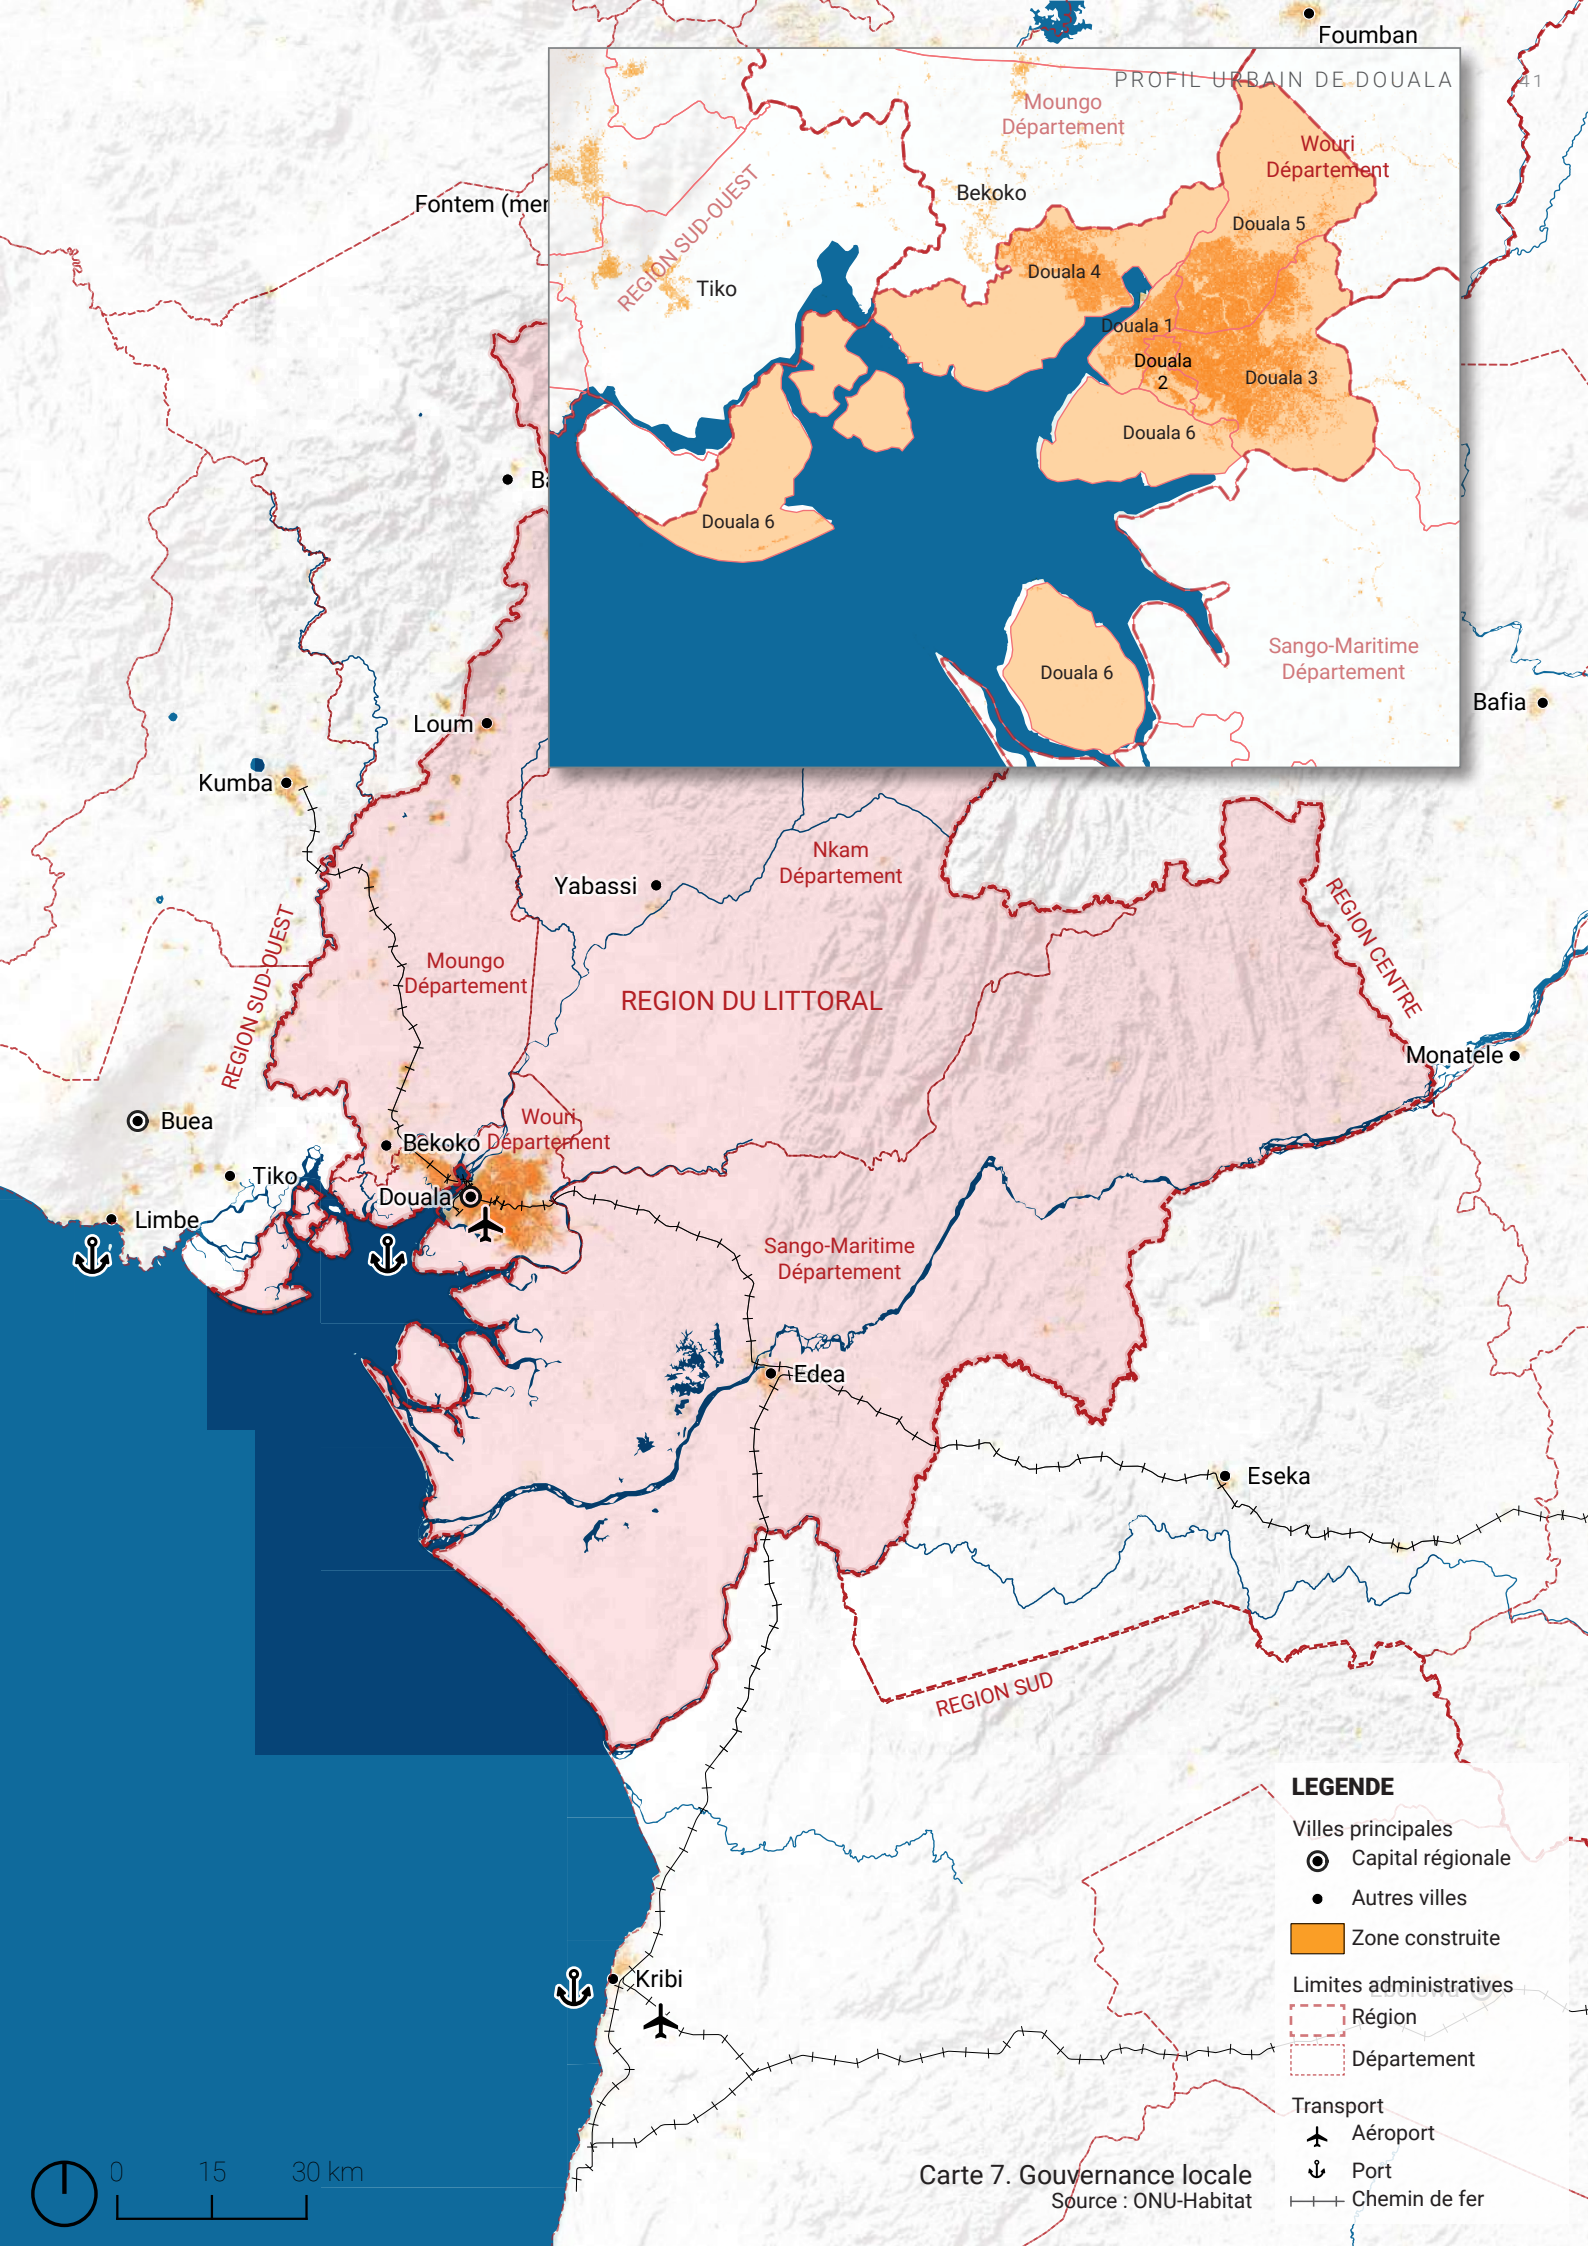 Foumban
PROFIL URBAIN DE DOUALA
41
Moungo
Département
Wouri
Département
Fontem (mer
Bekoko
REGION SUD-OUEST
Douala 5
Douala 4
Tiko
Douala 1
Douala
2
Douala 3
Douala 6
Ba
Douala 6
Sango-Maritime
Département
Douala 6
Bafia
Loum
Kumba
Nkam
Département
Yabassi
REGION CENTRE
REGION SUD-OUEST
Moungo
Département
REGION DU LITTORAL
Monatele
Buea
Wouri
Département
Bekoko
Tiko
Douala
Limbe
Sango-Maritime
Département
Edea
Eseka
REGION SUD
LEGENDE
Villes principales
Capital régionale
Autres villes
Zone construite
Kribi
Limites administratives
Région
Département
Transport
Aéroport
Port
Chemin de fer
0 15 30 km
Carte 7. Gouvernance locale
Source : ONU-Habitat